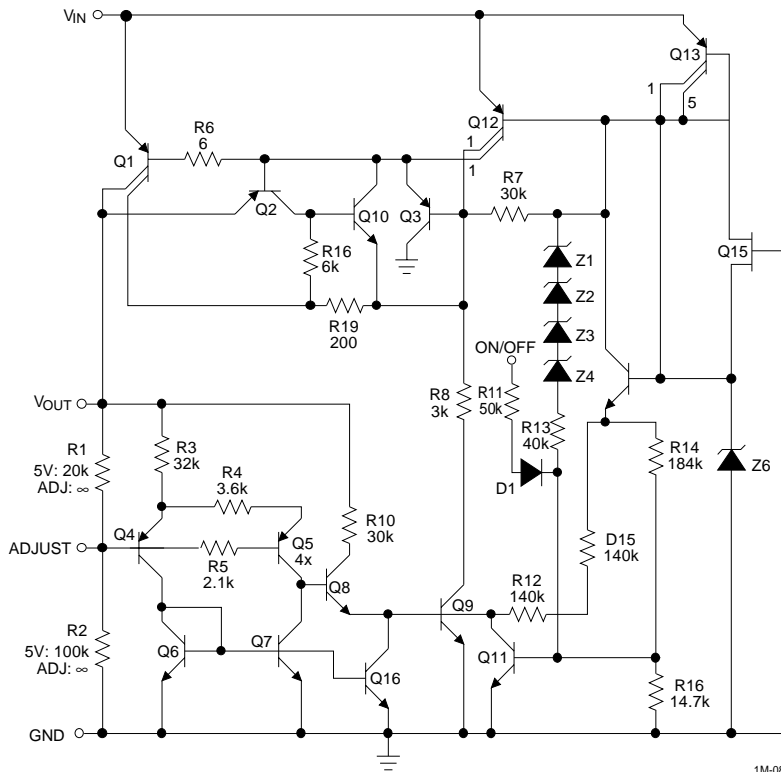 VIN
Q13
1
5
Q12
1
1
R6
6
Q1
Q2
Q10
Q3
R7
30k
Q15
R16
6k
R19
200
Z1
Z2
Z3
Z4
ON/OFF
R11
50k
R8
3k
R13
40k
D1
VOUT
R1
5V: 20k
ADJ: ∞
R3
32k
R4
3.6k
R10
30k
R14
184k
Z6
ADJUST
Q4
Q5
4x
R5
2.1k
Q8
D15
140k
R12
140k
Q9
R2
5V: 100k
ADJ: ∞
Q6
Q7
Q16
Q11
R16
14.7k
GND